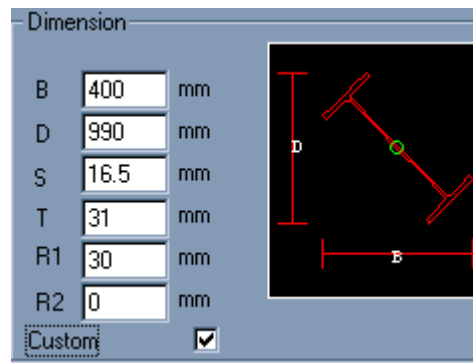 Dimension
B 400 mm
D 990 mm
S 16.5 mm
T 31 mm
R1 30 mm
R2 0 mm
Custom
D
B